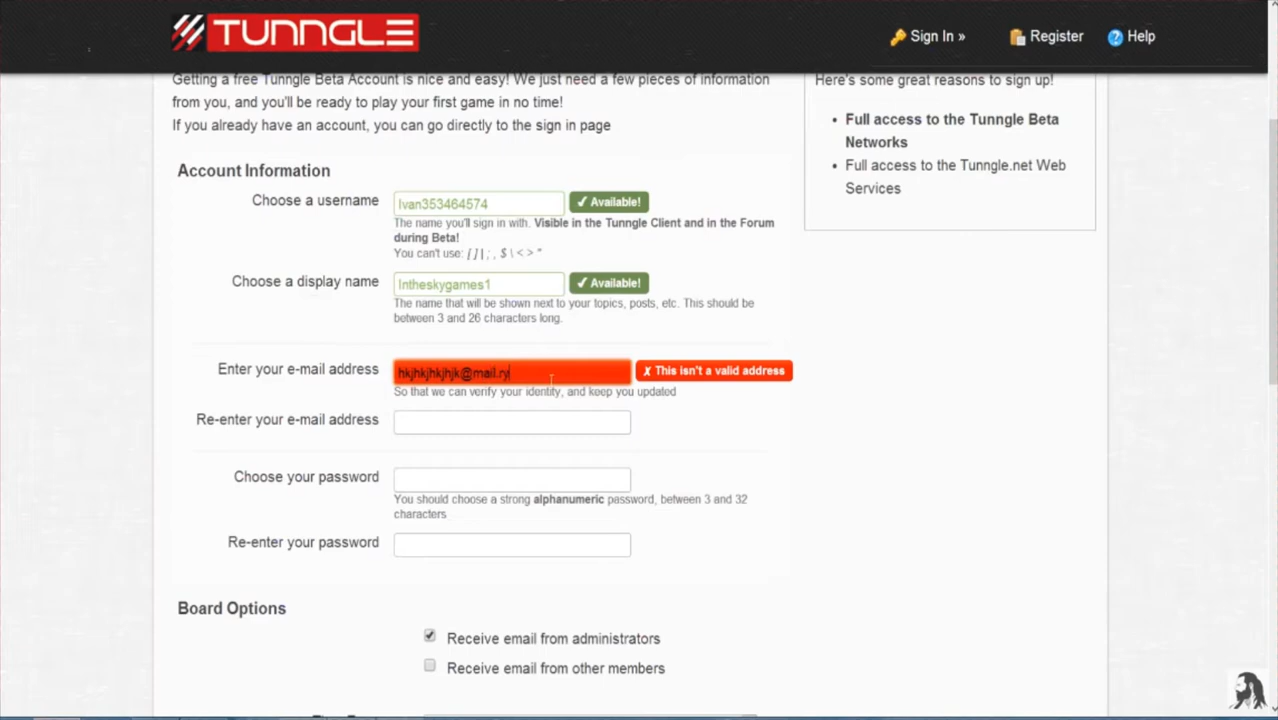 TUNNGLE
Sign In »
Register
Help
Getting a free Tunngle Beta Account is nice and easy! We just need a few pieces of information
from you, and you'll be ready to play your first game in no time!
If you already have an account, you can go directly to the sign in page
Here's some great reasons to sign up!
• Full access to the Tunngle Beta
Networks
• Full access to the Tunngle.net Web
Services
Account Information
Choose a username
Ivan353464574
✓ Available!
The name you'll sign in with. Visible in the Tunngle Client and in the Forum
during Beta!
You can't use: [ ] | ; , $ \ < > "
Choose a display name
Intheskygames1
✓ Available!
The name that will be shown next to your topics, posts, etc. This should be
between 3 and 26 characters long.
Enter your e-mail address
hkjhkjhkjhjk@mail.ry
✗ This isn't a valid address
So that we can verify your identity, and keep you updated
Re-enter your e-mail address
Choose your password
You should choose a strong alphanumeric password, between 3 and 32
characters
Re-enter your password
Board Options
Receive email from administrators
Receive email from other members